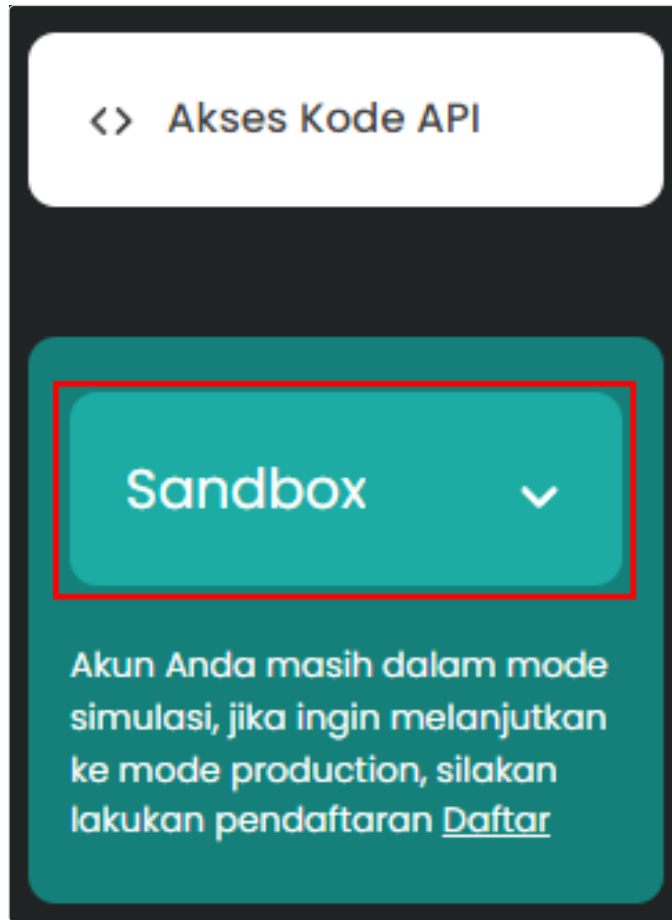 <> Akses Kode API
Sandbox
Akun Anda masih dalam mode
simulasi, jika ingin melanjutkan
ke mode production, silakan
lakukan pendaftaran Daftar